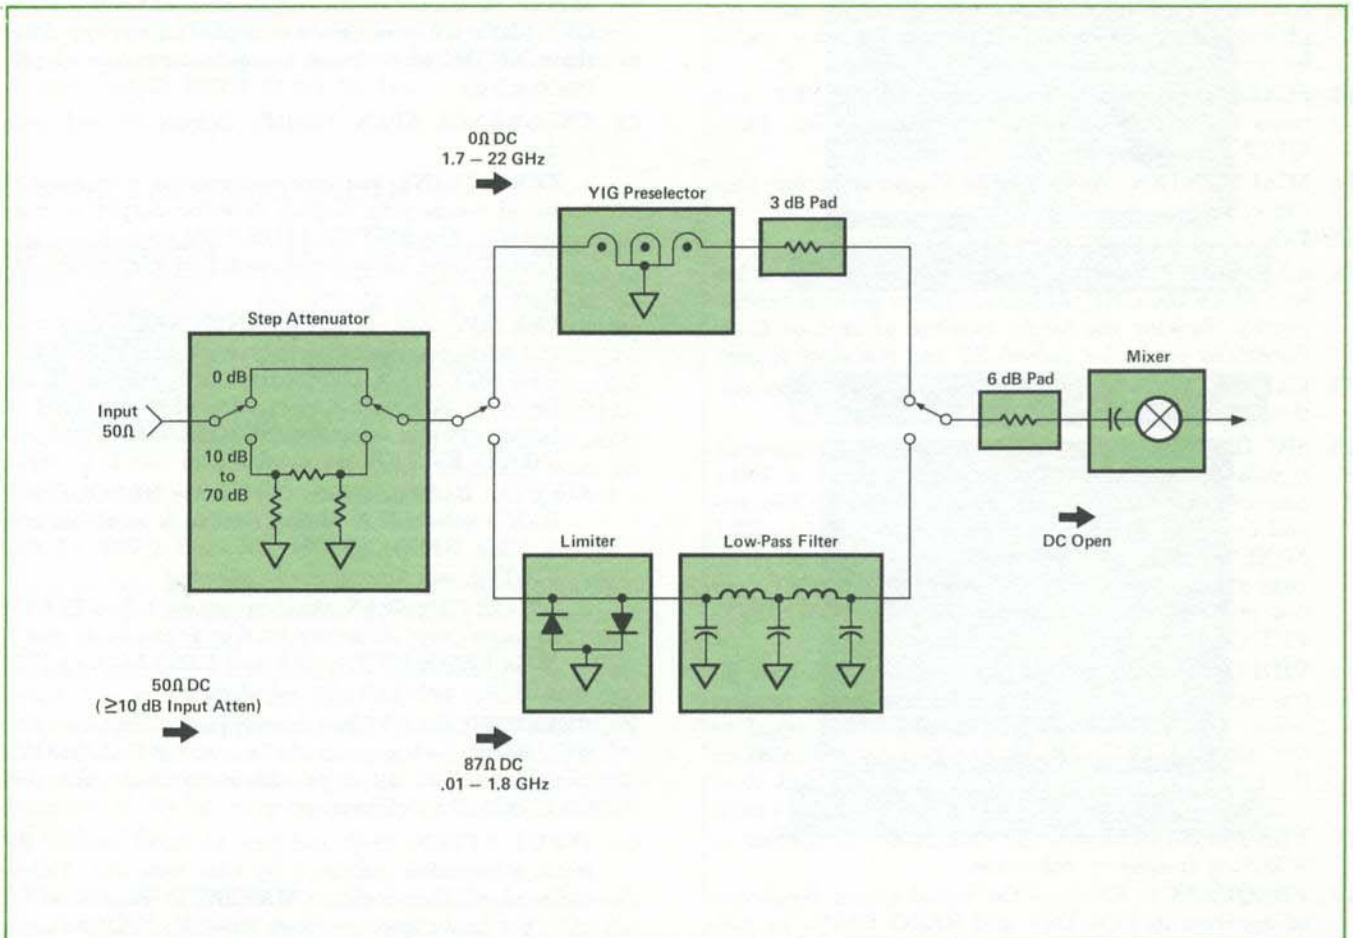 0Ω DC
1.7 – 22 GHz
YIG Preselector
3 dB Pad
Step Attenuator
0 dB
Input
50Ω
10 dB
to
70 dB
6 dB Pad
Mixer
DC Open
Limiter
Low-Pass Filter
50Ω DC
(≥10 dB Input Atten)
87Ω DC
.01 – 1.8 GHz